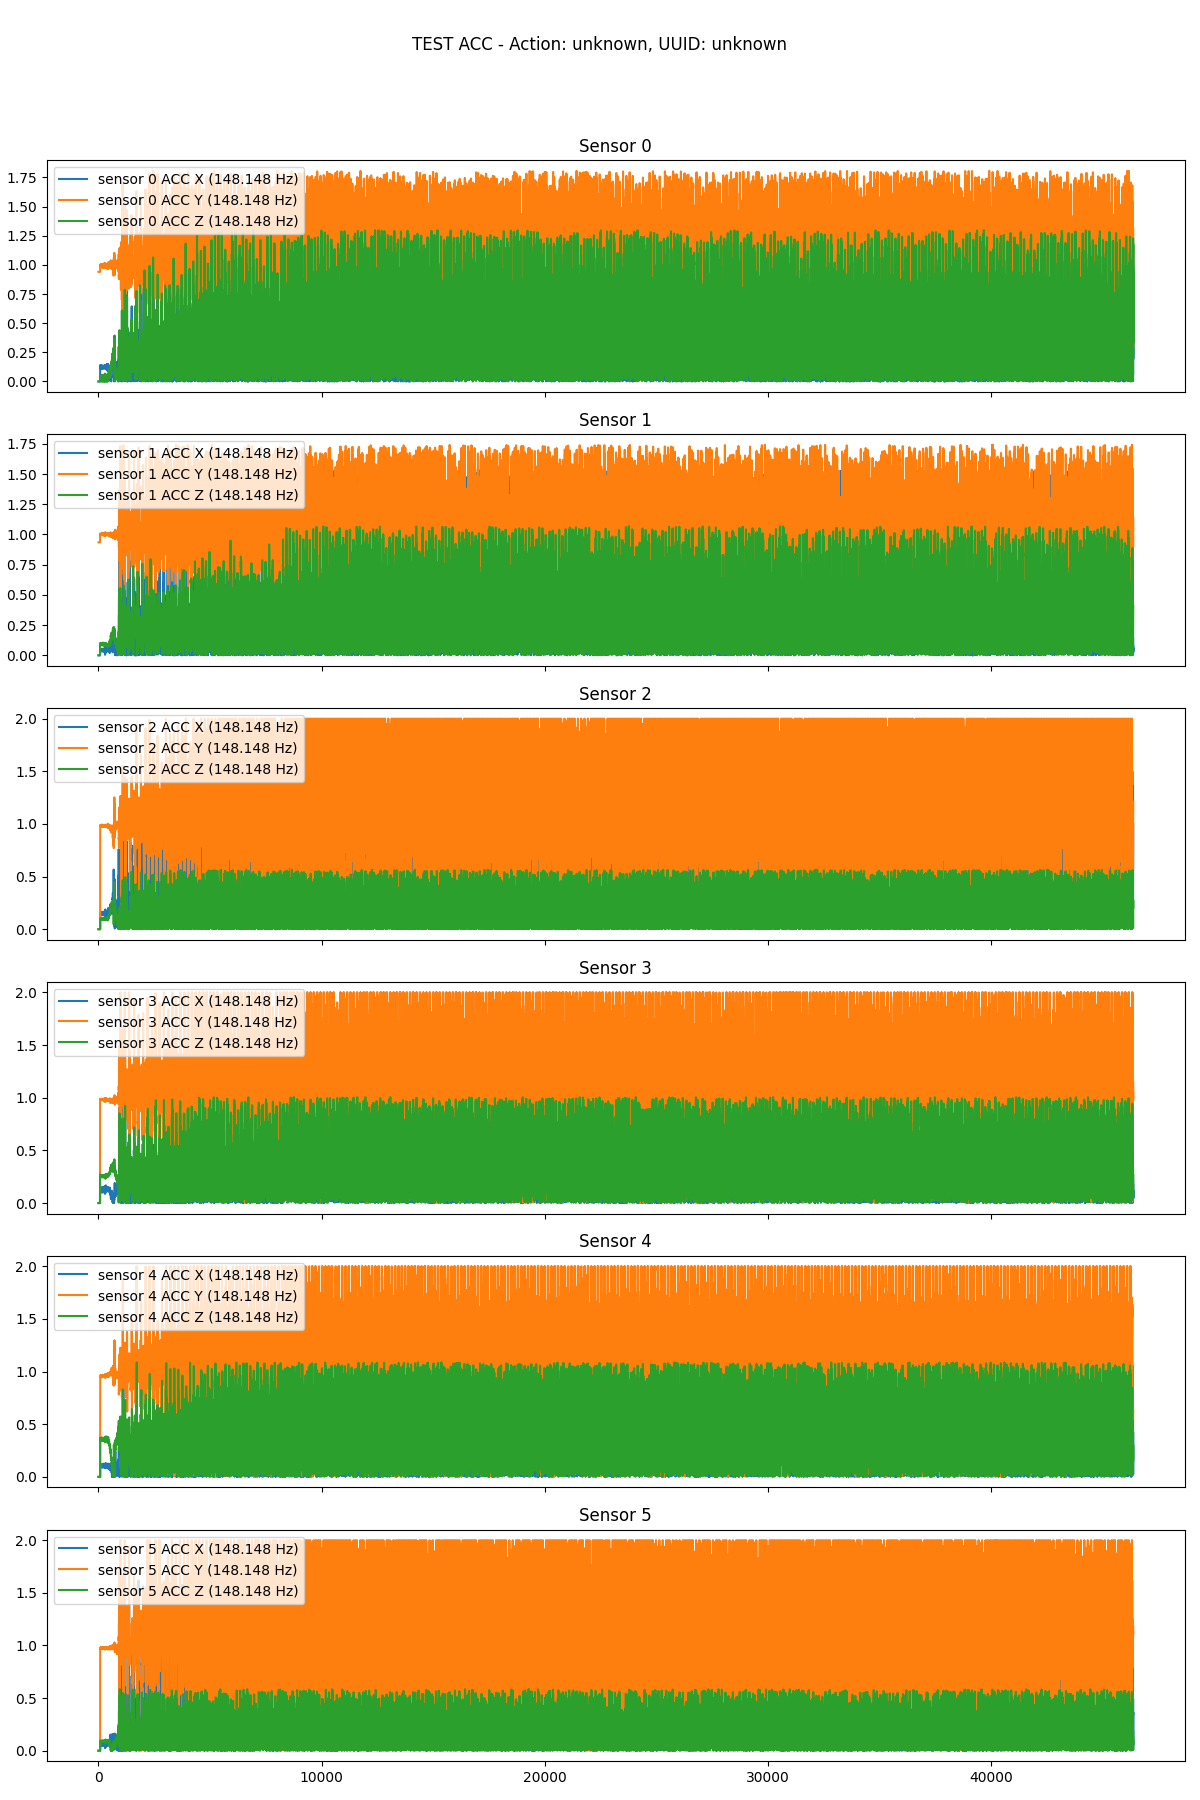 TEST ACC - Action: unknown, UUID: unknown
Sensor 0
sensor 0 ACC X (148.148 Hz)
sensor 0 ACC Y (148.148 Hz)
sensor 0 ACC Z (148.148 Hz)
1.75
1.50
1.25
1.00
0.75
0.50
0.25
0.00
Sensor 1
sensor 1 ACC X (148.148 Hz)
sensor 1 ACC Y (148.148 Hz)
sensor 1 ACC Z (148.148 Hz)
1.75
1.50
1.25
1.00
0.75
0.50
0.25
0.00
Sensor 2
sensor 2 ACC X (148.148 Hz)
sensor 2 ACC Y (148.148 Hz)
sensor 2 ACC Z (148.148 Hz)
2.0
1.5
1.0
0.5
0.0
Sensor 3
sensor 3 ACC X (148.148 Hz)
sensor 3 ACC Y (148.148 Hz)
sensor 3 ACC Z (148.148 Hz)
2.0
1.5
1.0
0.5
0.0
Sensor 4
sensor 4 ACC X (148.148 Hz)
sensor 4 ACC Y (148.148 Hz)
sensor 4 ACC Z (148.148 Hz)
2.0
1.5
1.0
0.5
0.0
Sensor 5
sensor 5 ACC X (148.148 Hz)
sensor 5 ACC Y (148.148 Hz)
sensor 5 ACC Z (148.148 Hz)
2.0
1.5
1.0
0.5
0.0
0 10000 20000 30000 40000